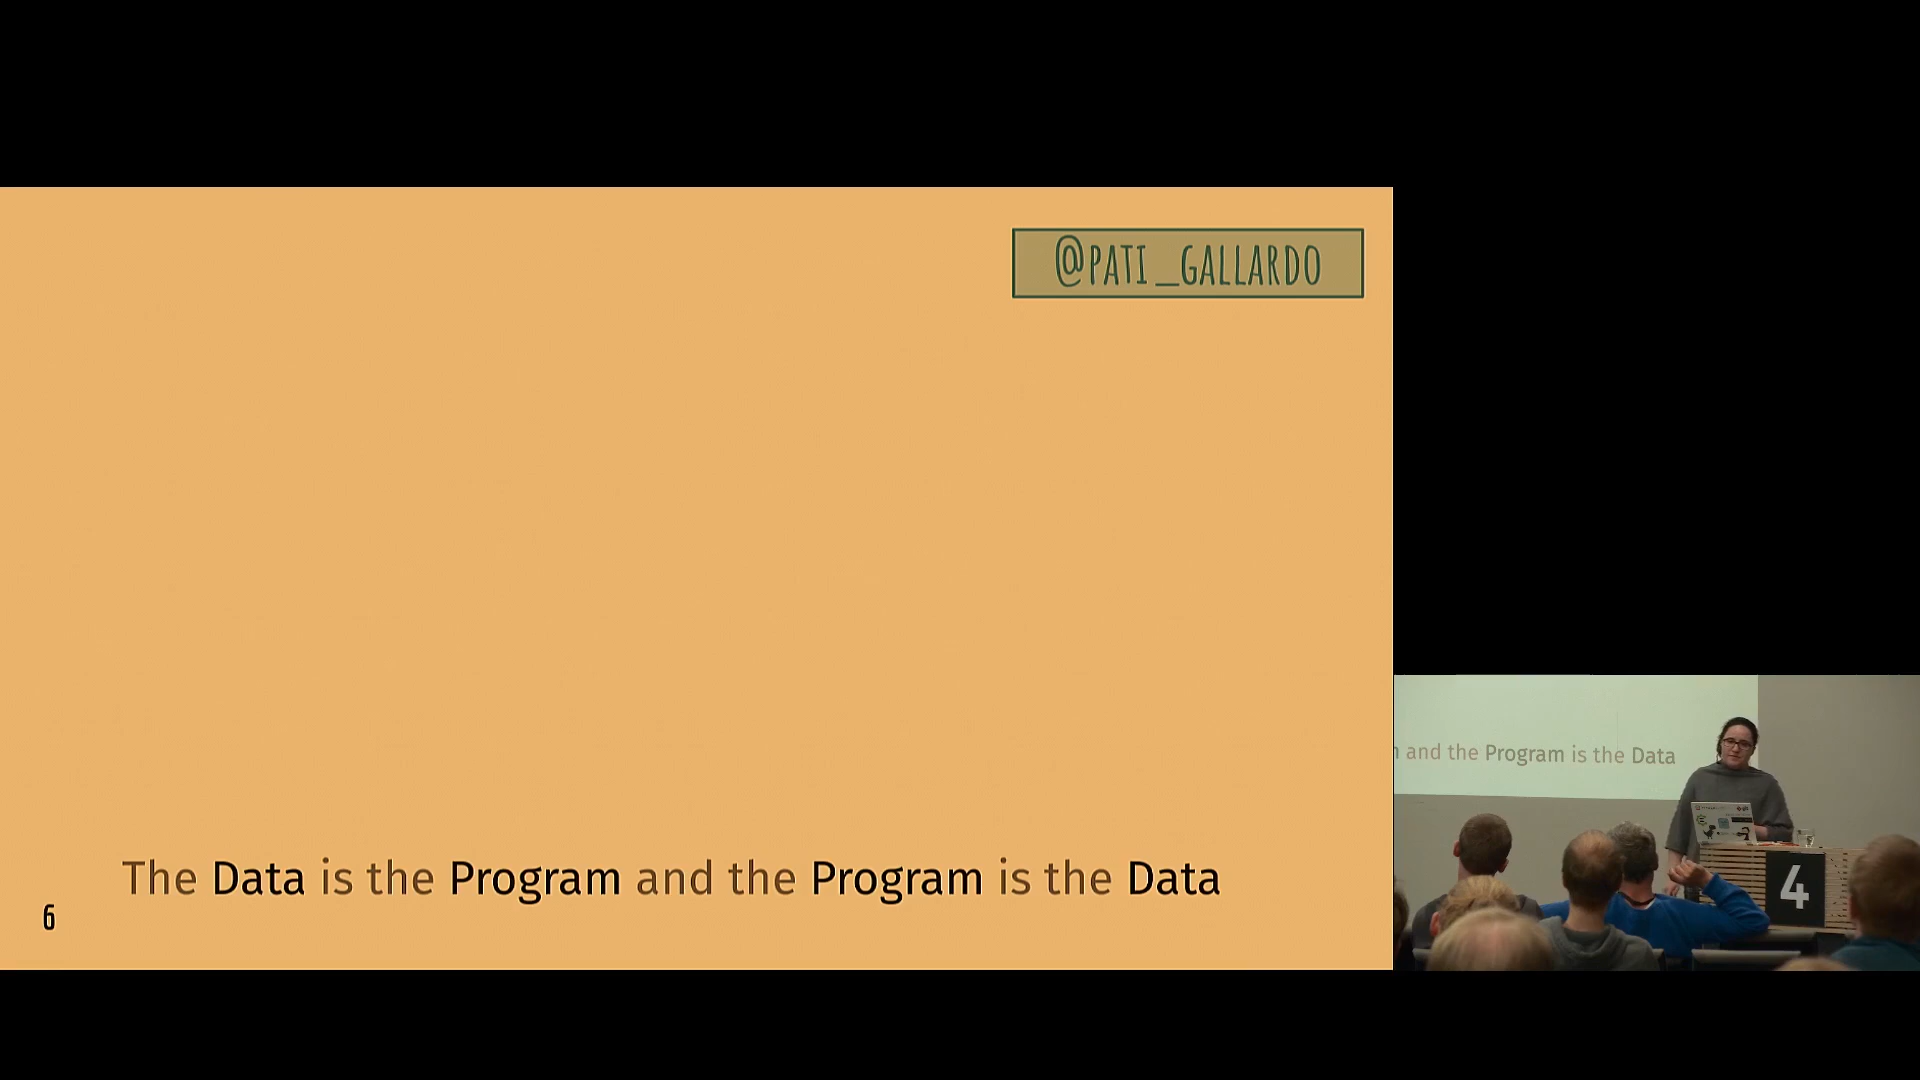 @PATI_GALLARDO
The Data is the Program and the Program is the Data
6
and the Program is the Data
4